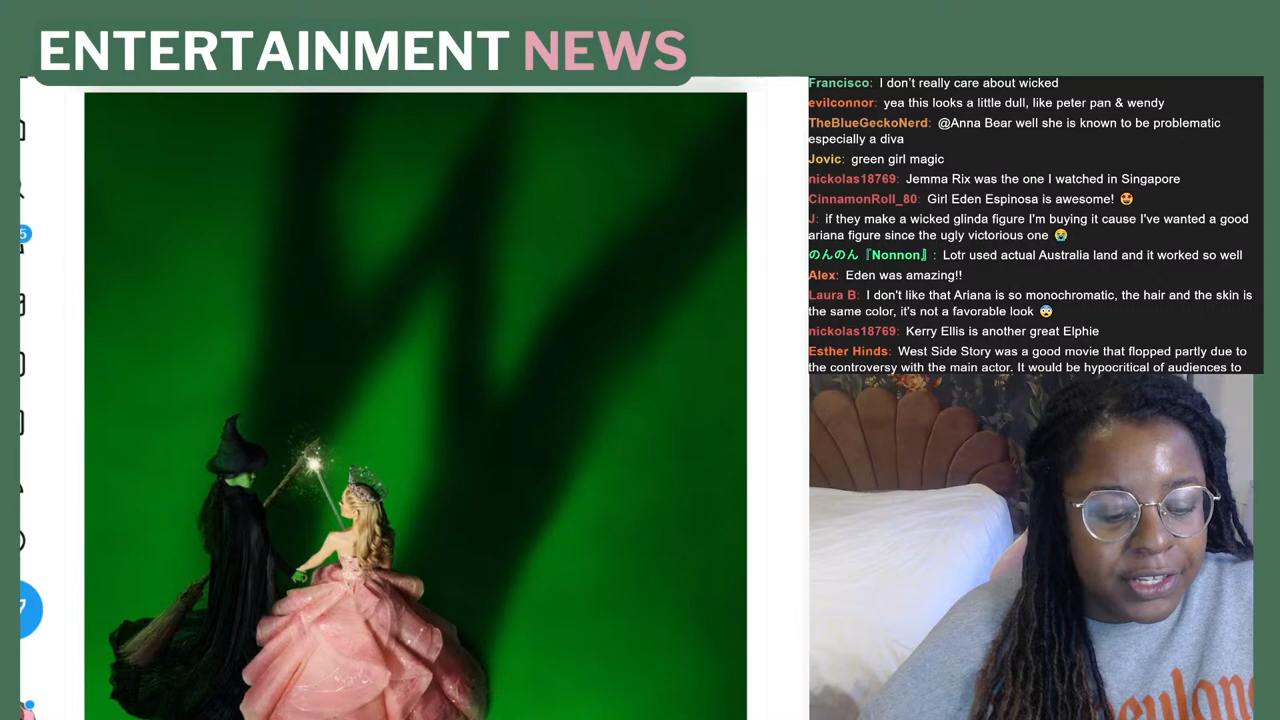 ENTERTAINMENT NEWS
Francisco: I don't really care about wicked
evilconnor: yea this looks a little dull, like peter pan & wendy
TheBlueGeckoNerd: @Anna Bear well she is known to be problematic
especially a diva
Jovic: green girl magic
nickolas18769: Jemma Rix was the one I watched in Singapore
CinnamonRoll_80: Girl Eden Espinosa is awesome! 🤩
J: if they make a wicked glinda figure I'm buying it cause I've wanted a good
ariana figure since the ugly victorious one 😭
のんのん『Nonnon』: Lotr used actual Australia land and it worked so well
Alex: Eden was amazing!!
Laura B: I don't like that Ariana is so monochromatic, the hair and the skin is
the same color, it's not a favorable look 😨
nickolas18769: Kerry Ellis is another great Elphie
Esther Hinds: West Side Story was a good movie that flopped partly due to
the controversy with the main actor. It would be hypocritical of audiences to
5